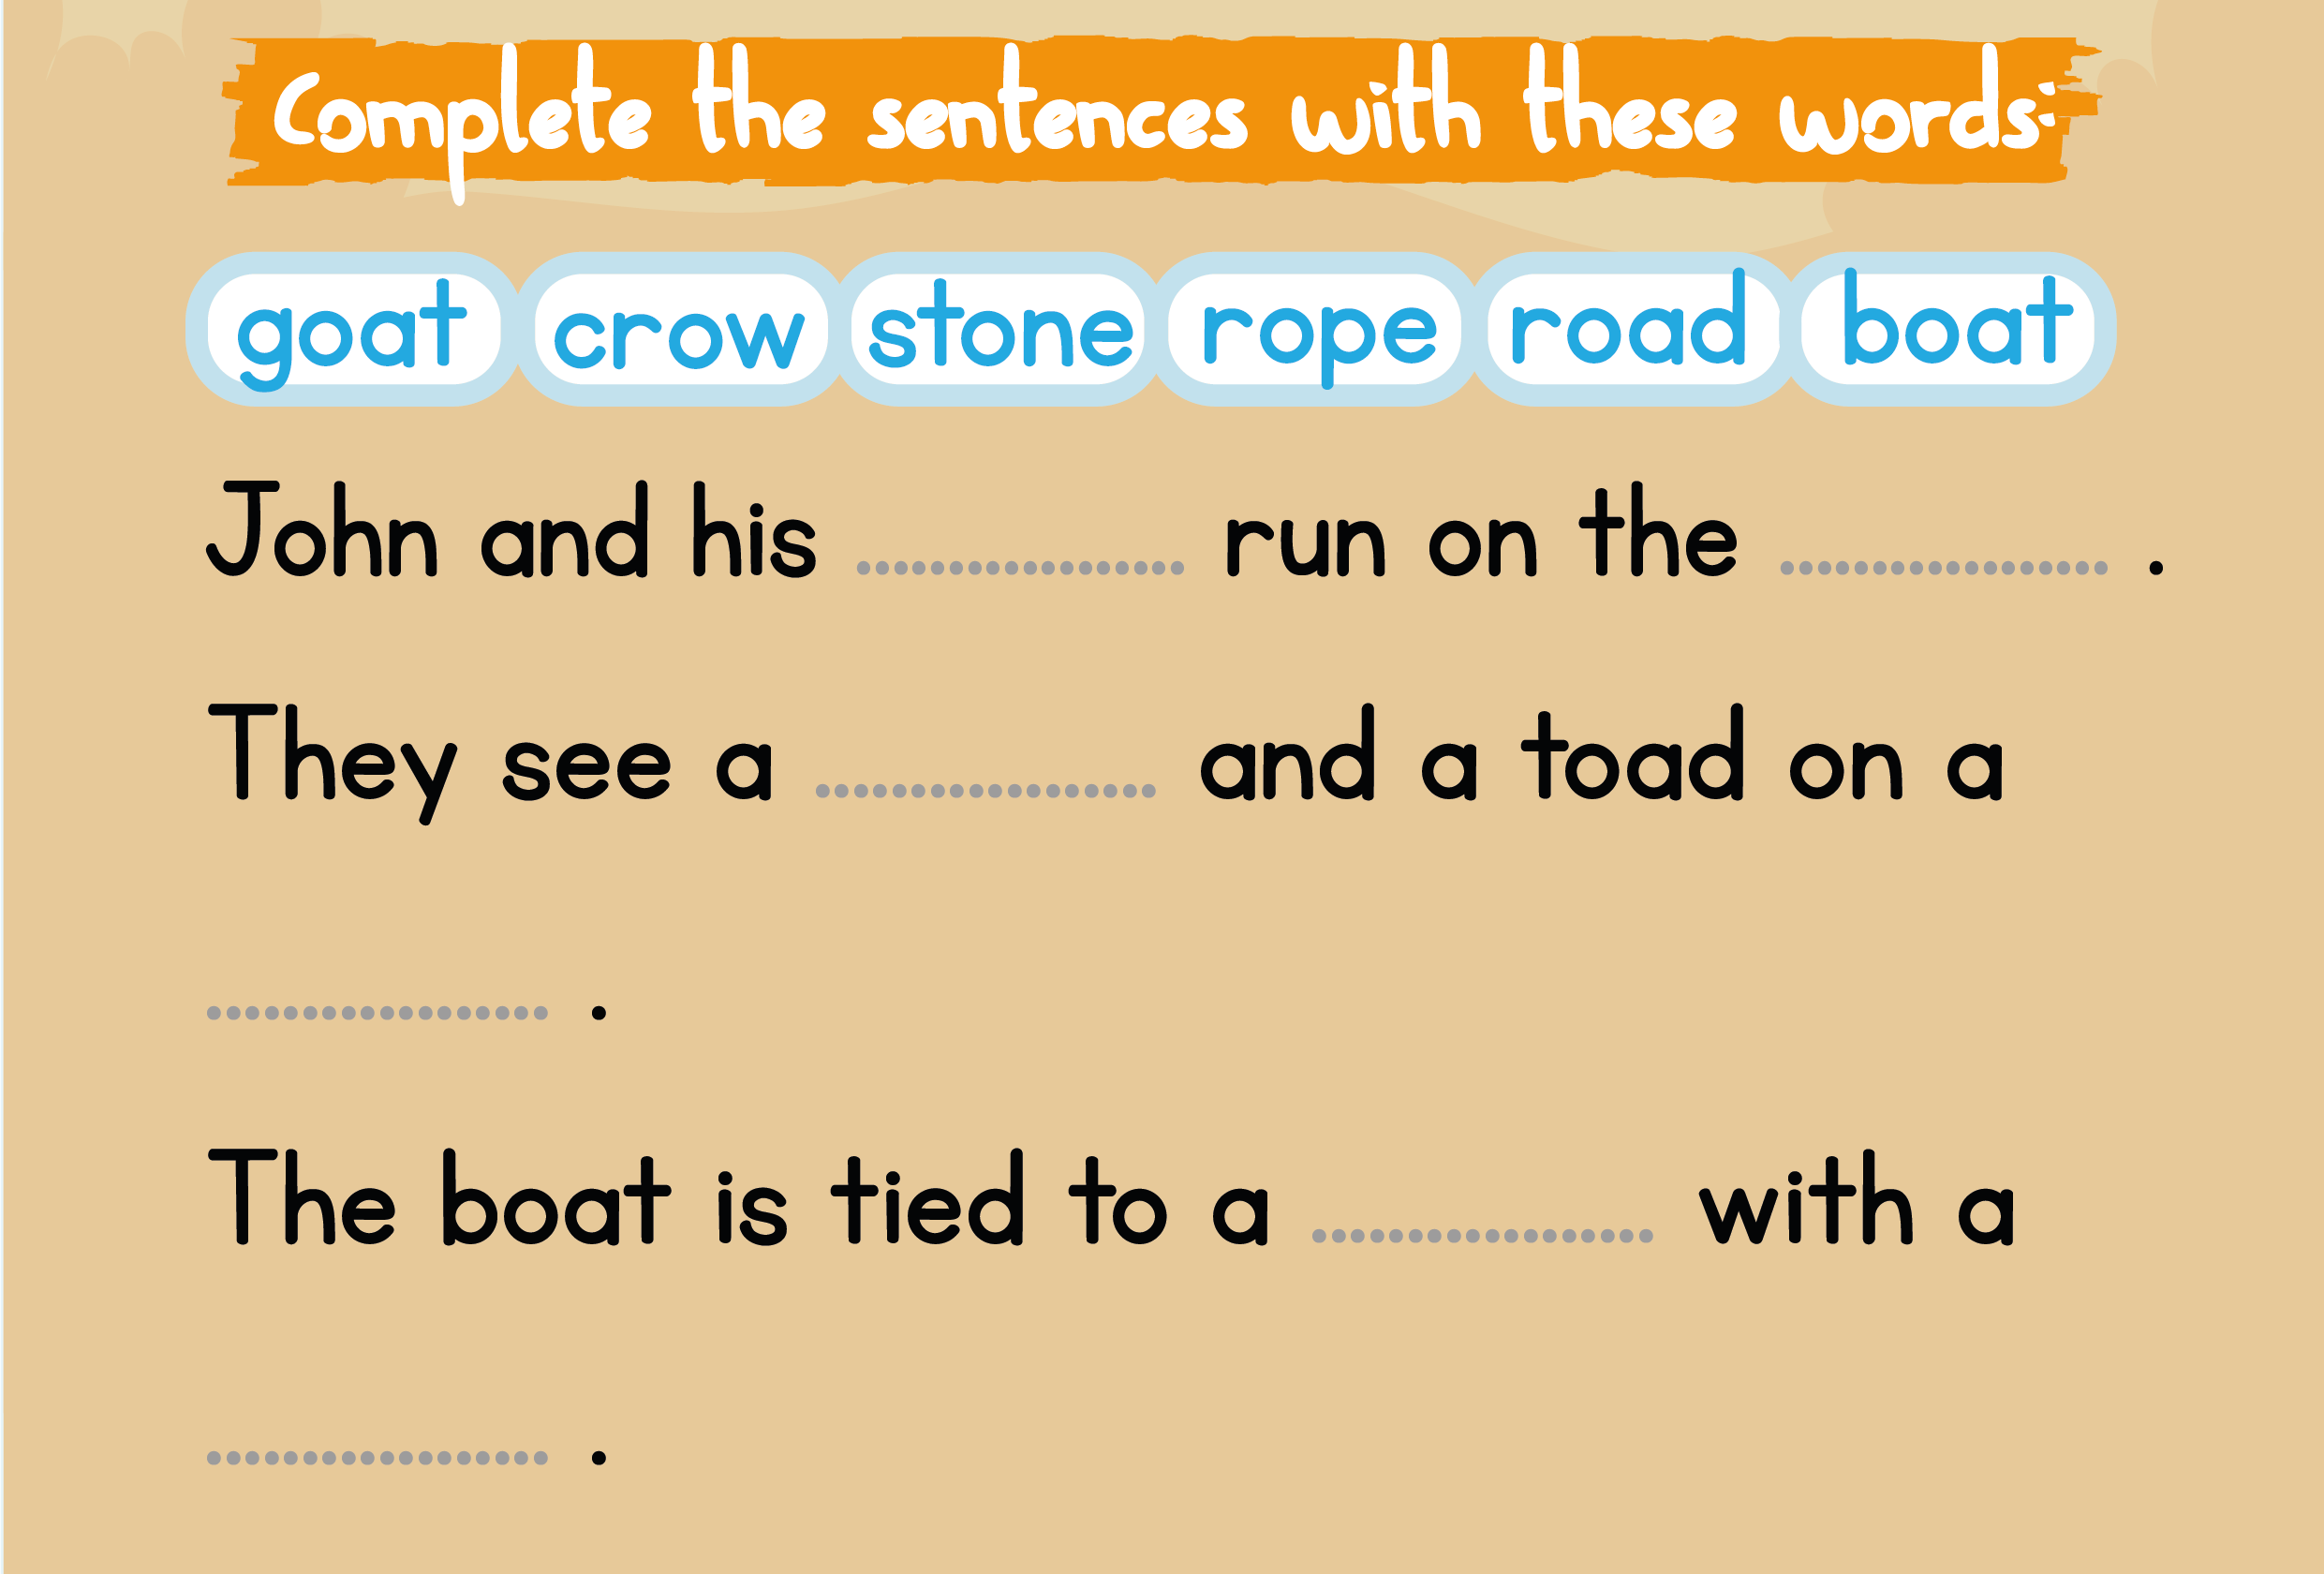 Complete the sentences with these words:
goat crow stone rope road boat
John and his ................. run on the ................. .
They see a ................. and a toad on a
................. .
The boat is tied to a ................. with a
................. .